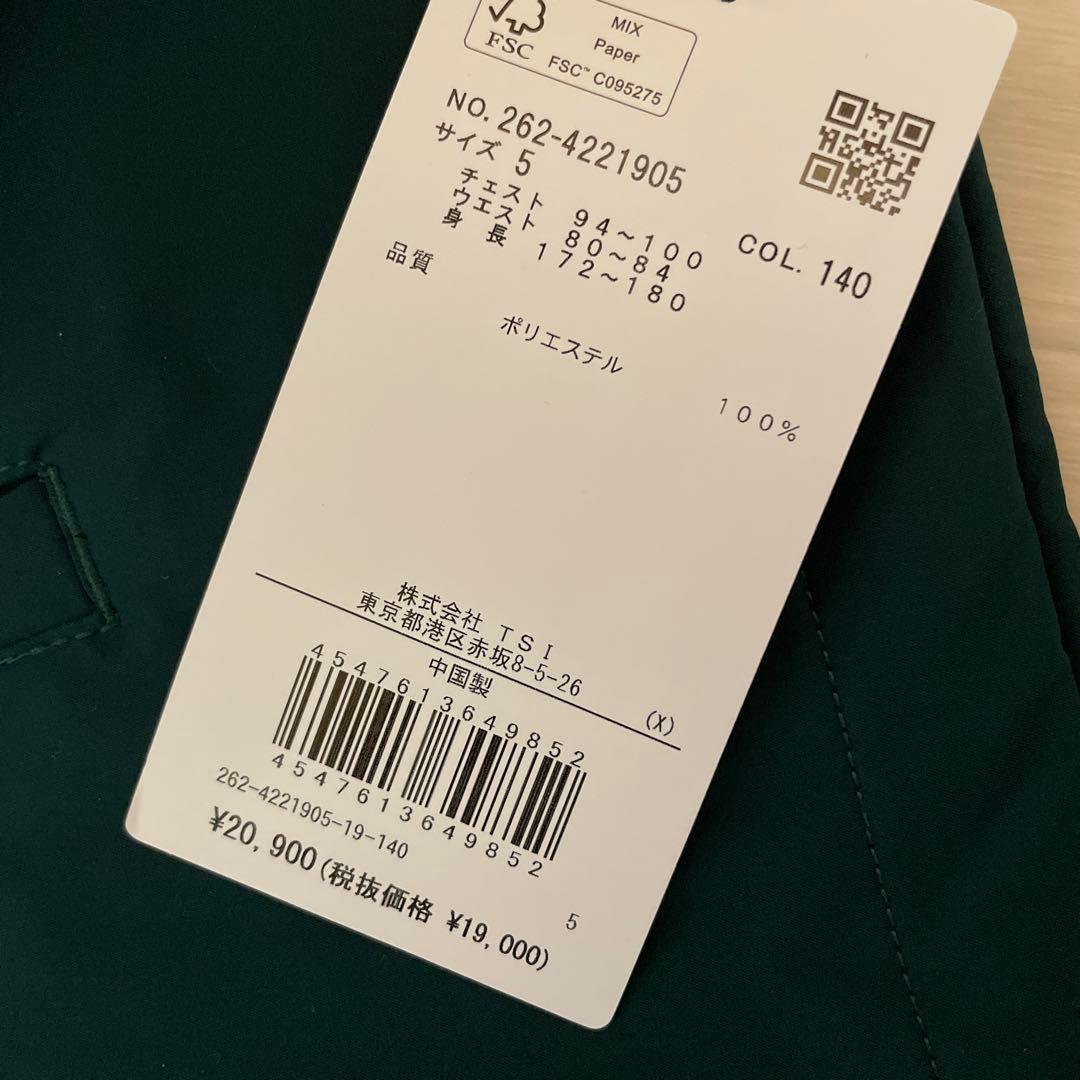 FSC
MIX
Paper
FSC™ C095275
NO. 262-4221905
サイズ 5
COL. 140
チェスト 94～100
ウエスト 80～84
身長 172～180
品質
ポリエステル
100%
株式会社 TSI
東京都港区赤坂8-5-26
中国製
(X)
4547613649852
4547613649852
262-4221905-19-140
5
¥20,900(税抜価格 ¥19,000)